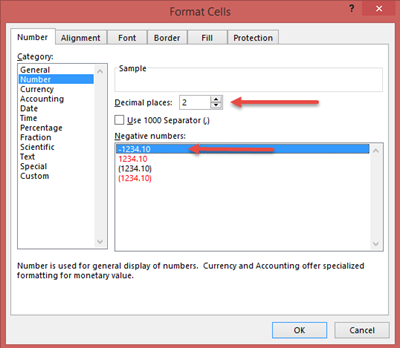 Format Cells
?
Number Alignment Font Border Fill Protection
Category:
General
Number
Currency
Accounting
Date
Time
Percentage
Fraction
Scientific
Text
Special
Custom
Sample
Decimal places: 2
Use 1000 Separator (,)
Negative numbers:
-1234.10
1234.10
(1234.10)
(1234.10)
Number is used for general display of numbers. Currency and Accounting offer specialized
formatting for monetary value.
OK Cancel